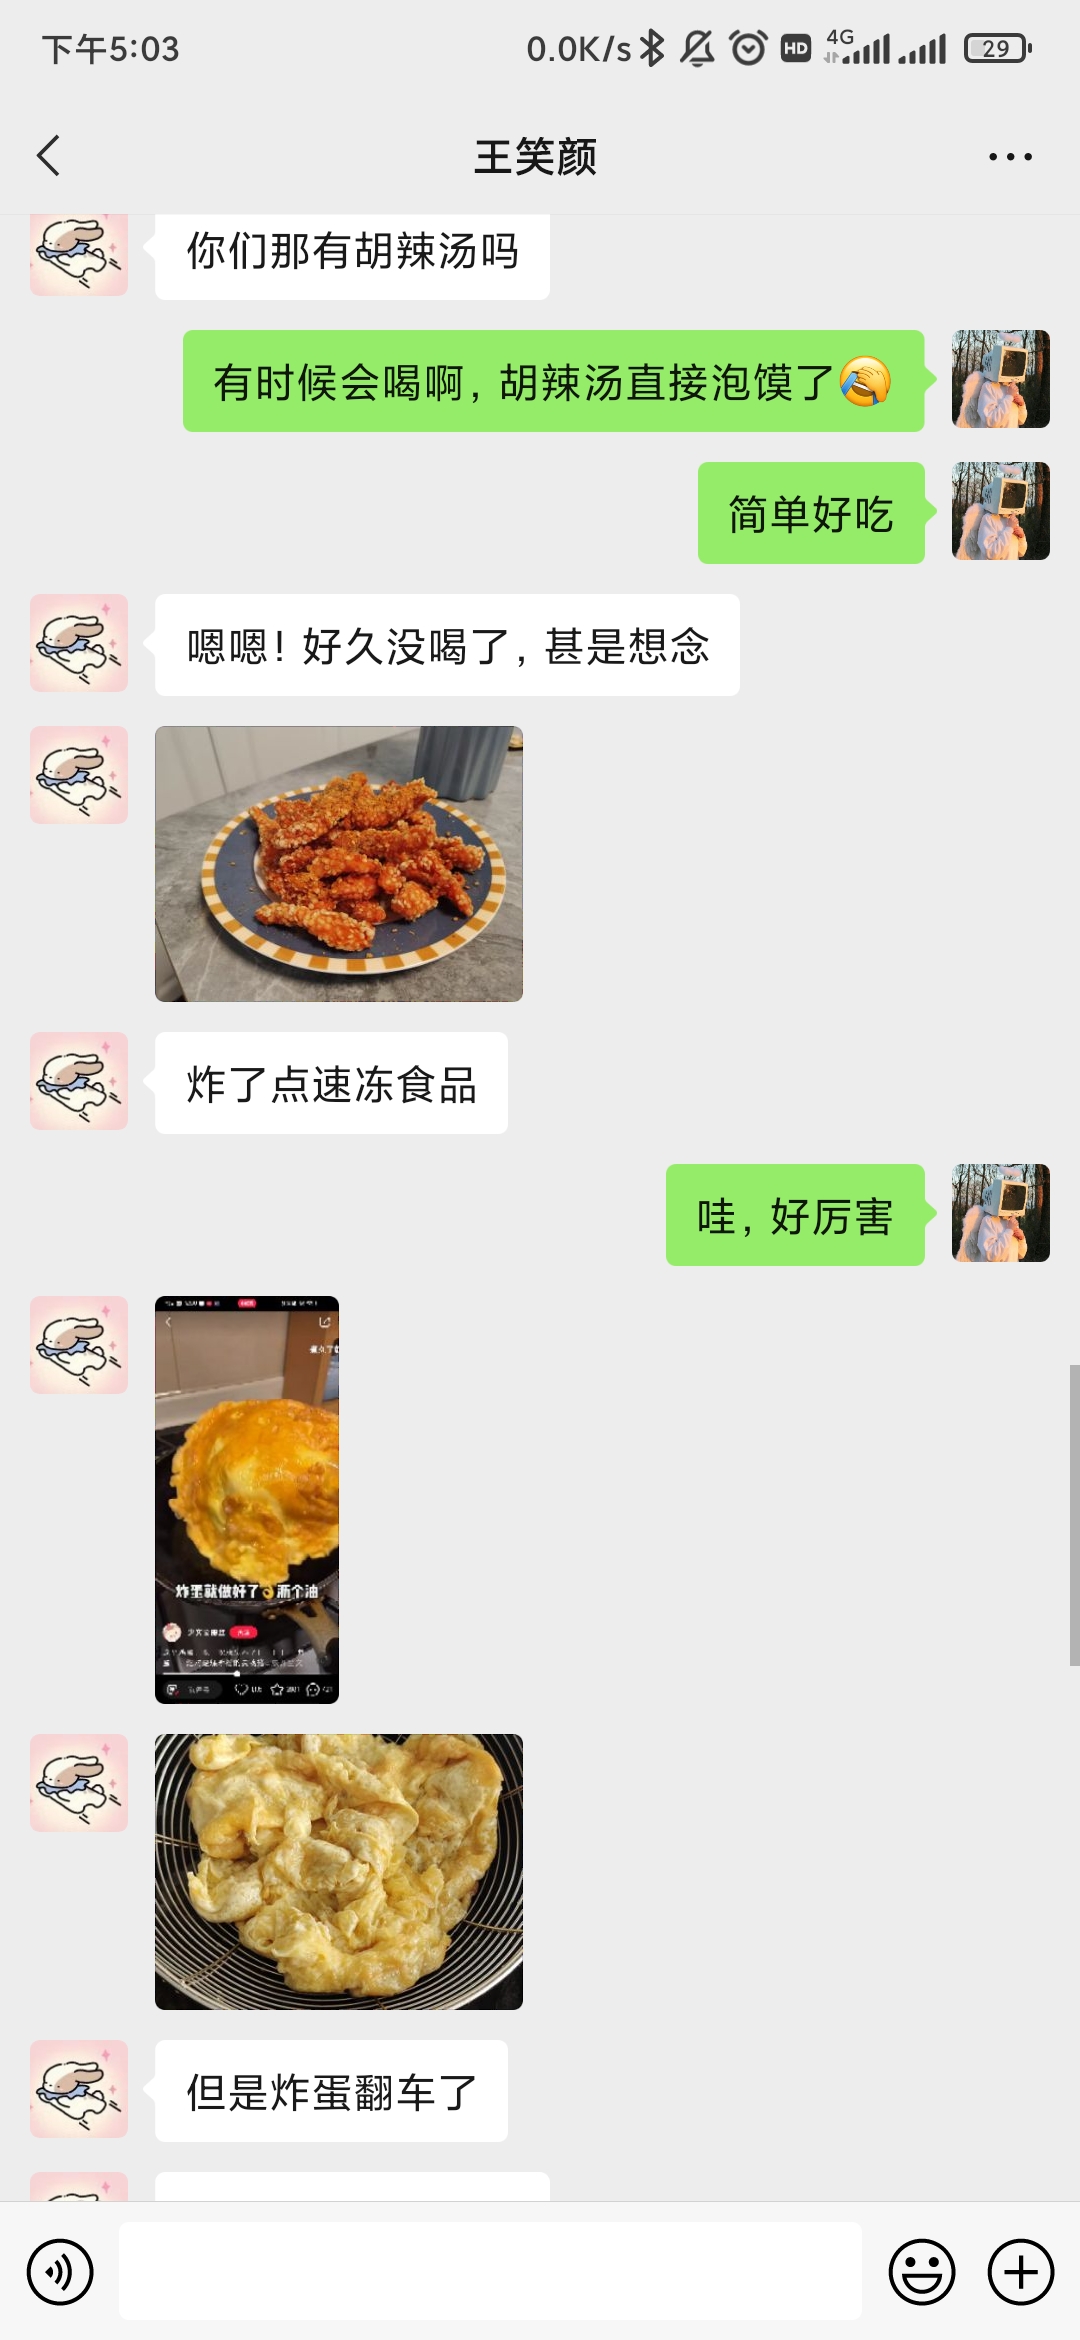 下午5:03
0.0K/s
HD
4G
29
王笑颜
你们那有胡辣汤吗
有时候会喝啊，胡辣汤直接泡馍了
简单好吃
嗯嗯！好久没喝了，甚是想念
炸了点速冻食品
哇，好厉害
炸蛋就做好了👌沥个油
但是炸蛋翻车了